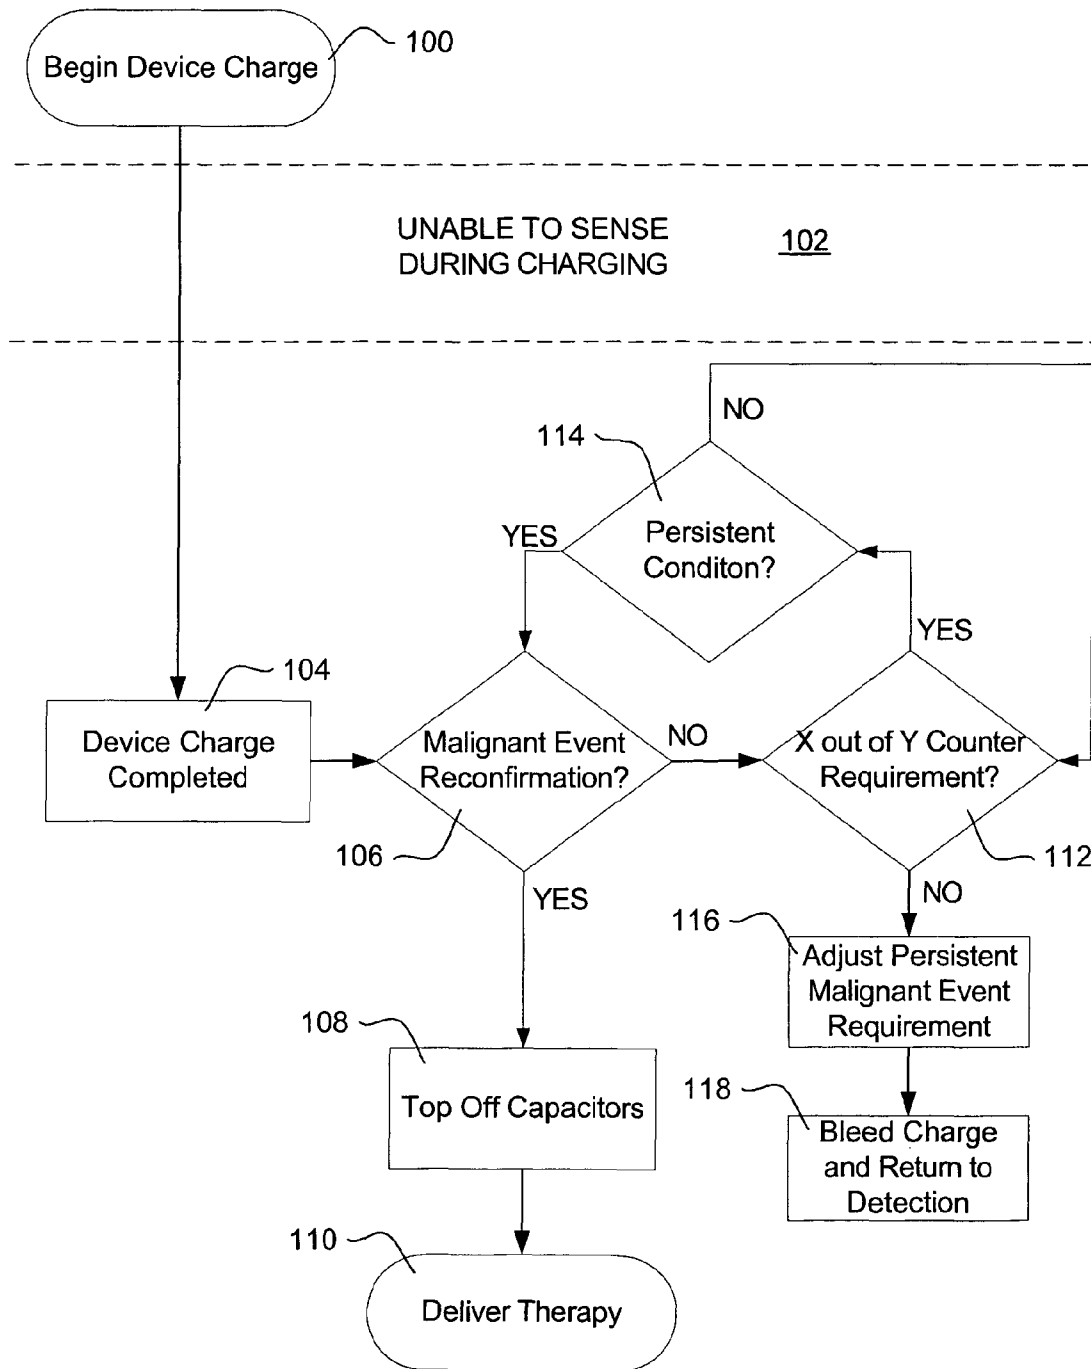 100
Begin Device Charge
UNABLE TO SENSE
DURING CHARGING
102
NO
114
YES
Persistent
Conditon?
YES
104
Device Charge
Completed
Malignant Event
Reconfirmation?
NO
X out of Y Counter
Requirement?
106
112
YES
NO
116
Adjust Persistent
Malignant Event
Requirement
108
Top Off Capacitors
118
Bleed Charge
and Return to
Detection
110
Deliver Therapy